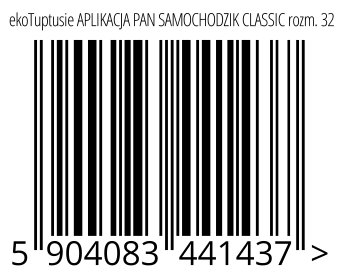 ekoTuptusie APLIKACJA PAN SAMOCHODZIK CLASSIC rozm. 32
5 904083 441437 >